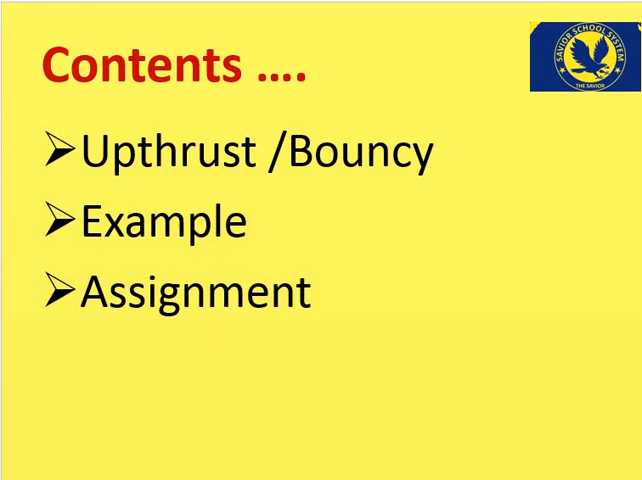 Contents ....
SAVIOR SCHOOL SYSTEM
THE SAVIOR
➢Upthrust /Bouncy
➢Example
➢Assignment